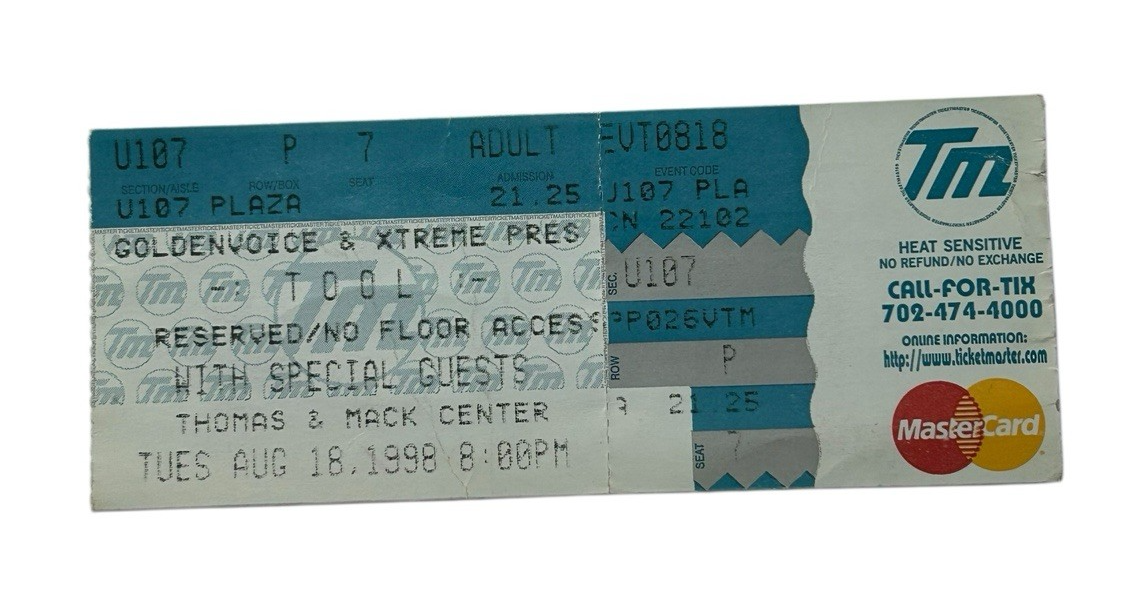 U107 P 7 ADULT
SECTION/AISLE ROW/BOX SEAT ADMISSION
U107 PLAZA 21.25
GOLDENVOICE & XTREME PRES
-: TOOL :-
RESERVED/NO FLOOR ACCES
WITH SPECIAL GUESTS
THOMAS & MACK CENTER
TUES AUG 18,1998 8:00PM
EVT0818
EVENT CODE
U107 PLA
CN 22102
SEC. U107
PP026VTM
ROW P
21.25
SEAT 7
TM
HEAT SENSITIVE
NO REFUND/NO EXCHANGE
CALL-FOR-TIX
702-474-4000
ONLINE INFORMATION:
http://www.ticketmaster.com
MasterCard